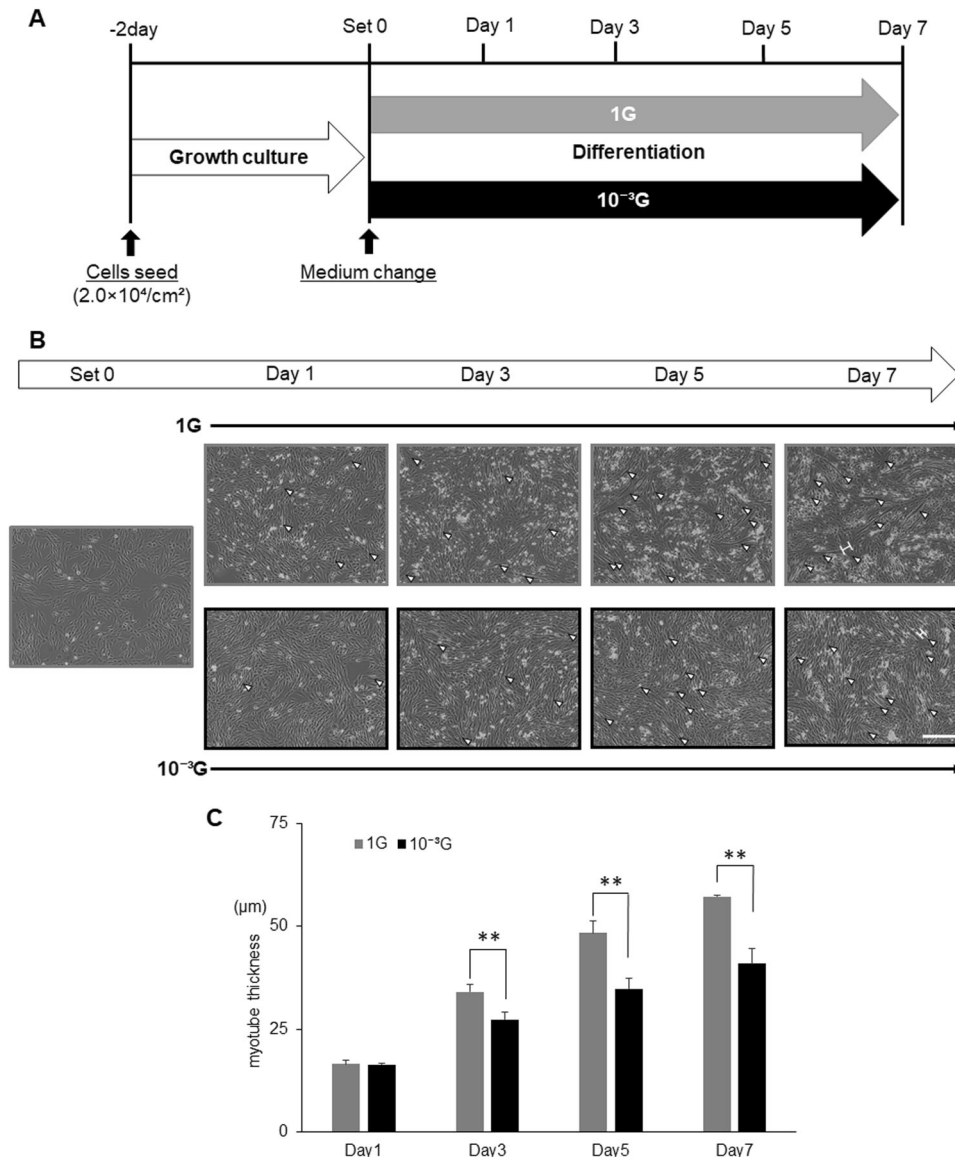 A
-2day Set 0 Day 1 Day 3 Day 5 Day 7
1G
Growth culture
Differentiation
10⁻³G
Cells seed
(2.0×10⁴/cm²)
Medium change
B
Set 0 Day 1 Day 3 Day 5 Day 7
1G
10⁻³G
C
75
1G 10⁻³G
**
**
**
(μm)
50
myotube thickness
25
0
Day1 Day3 Day5 Day7